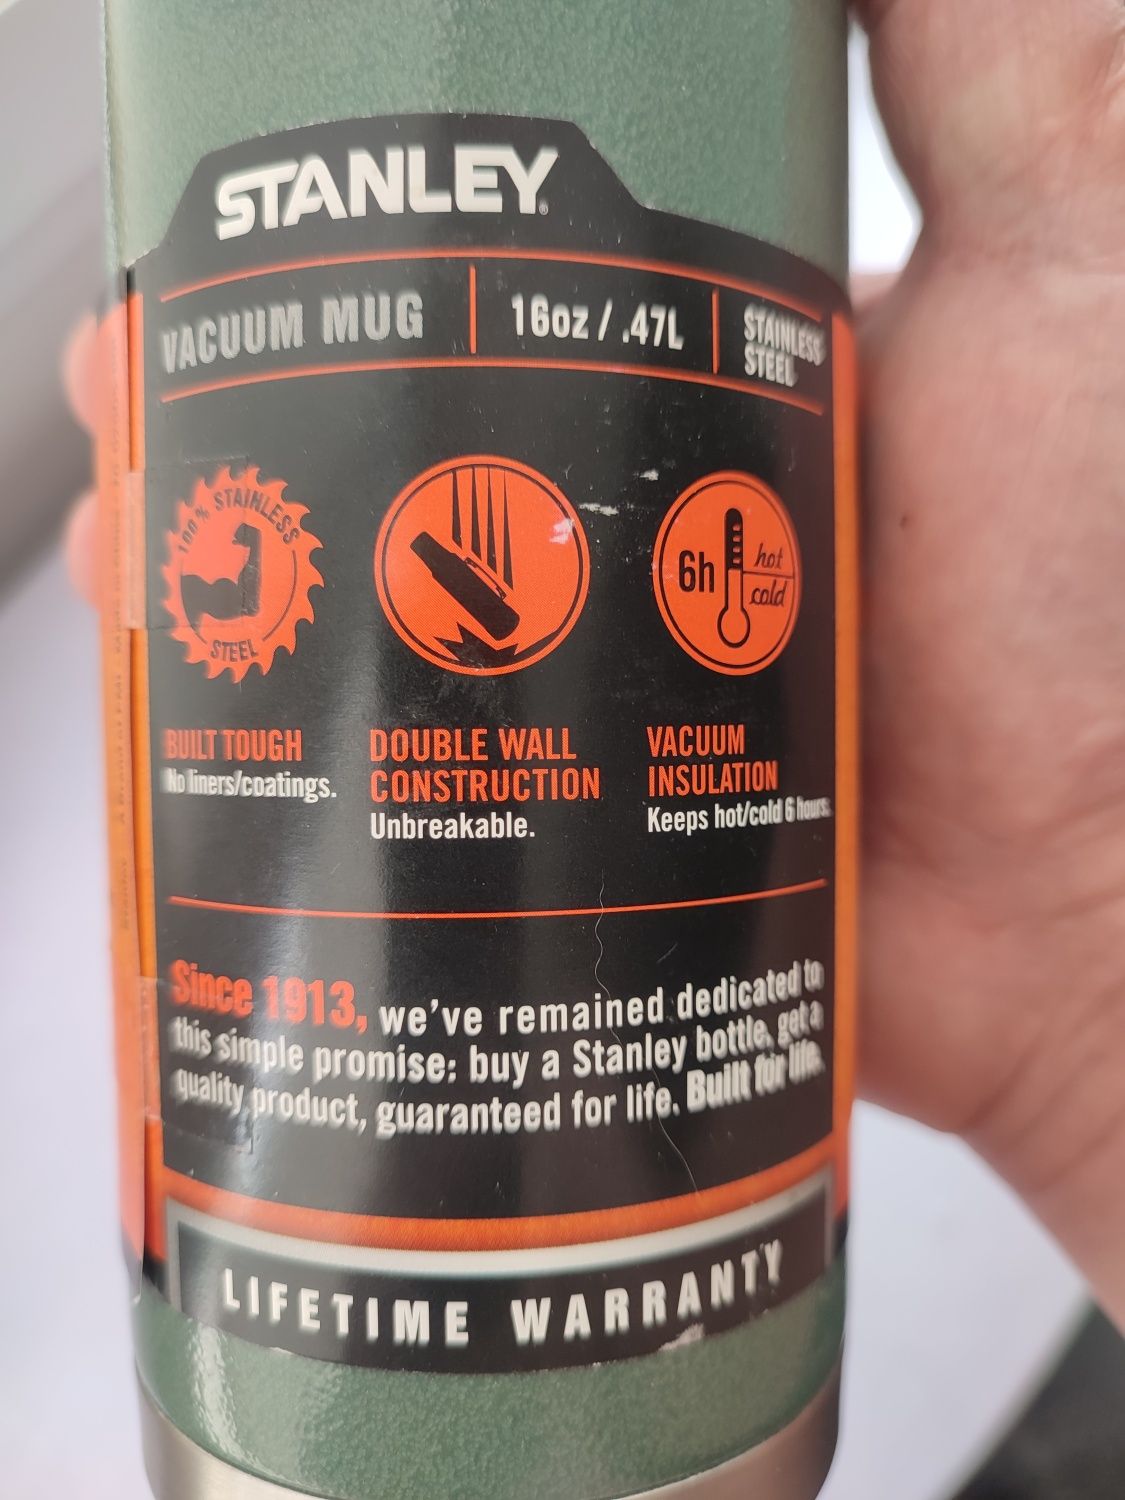 STANLEY®
VACUUM MUG
16oz / .47L
STAINLESS
STEEL
100% STAINLESS
STEEL
6h
hot
cold
BUILT TOUGH
No liners/coatings.
DOUBLE WALL
CONSTRUCTION
Unbreakable.
VACUUM
INSULATION
Keeps hot/cold 6 hours.
Since 1913, we've remained dedicated to
this simple promise: buy a Stanley bottle, get a
quality product, guaranteed for life. Built for life.
LIFETIME WARRANTY